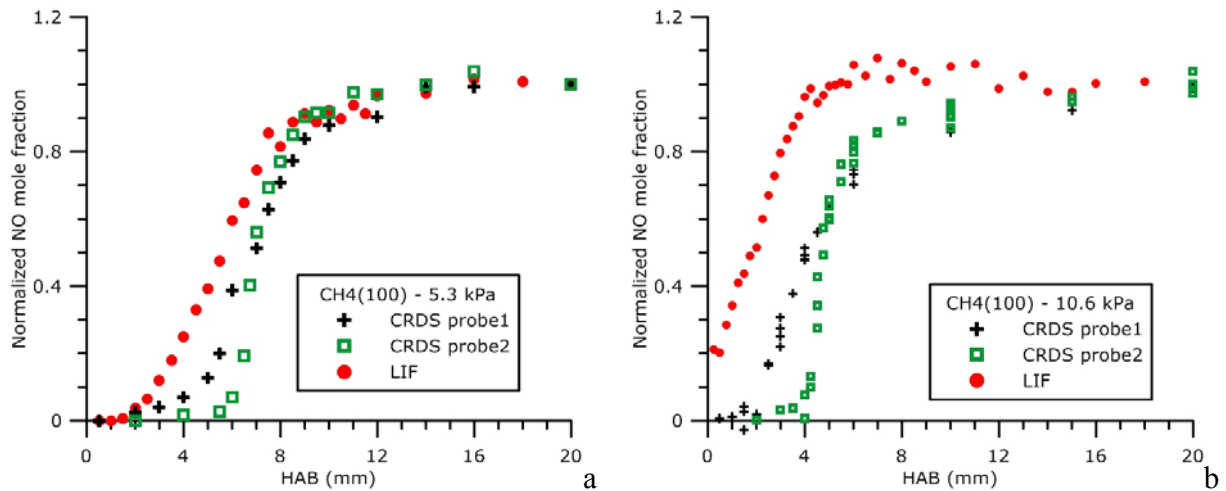 1.2
0.8
0.4
0
Normalized NO mole fraction
CH4(100) - 5.3 kPa
CRDS probe1
CRDS probe2
LIF
0 4 8 12 16 20
HAB (mm)
a
1.2
0.8
0.4
0
Normalized NO mole fraction
CH4(100) - 10.6 kPa
CRDS probe1
CRDS probe2
LIF
0 4 8 12 16 20
HAB (mm)
b